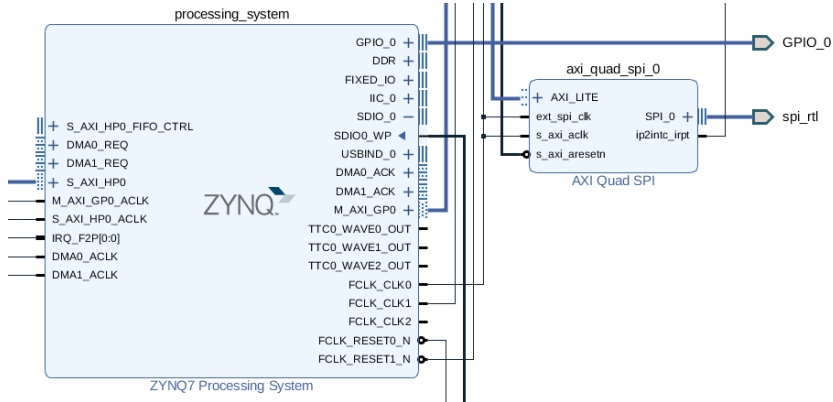 processing_system
S_AXI_HP0_FIFO_CTRL
DMA0_REQ
DMA1_REQ
S_AXI_HP0
M_AXI_GP0_ACLK
S_AXI_HP0_ACLK
IRQ_F2P[0:0]
DMA0_ACLK
DMA1_ACLK
ZYNQ
GPIO_0
DDR
FIXED_IO
IIC_0
SDIO_0
SDIO0_WP
USBIND_0
DMA0_ACK
DMA1_ACK
M_AXI_GP0
TTC0_WAVE0_OUT
TTC0_WAVE1_OUT
TTC0_WAVE2_OUT
FCLK_CLK0
FCLK_CLK1
FCLK_CLK2
FCLK_RESET0_N
FCLK_RESET1_N
ZYNQ7 Processing System
axi_quad_spi_0
AXI_LITE
ext_spi_clk
s_axi_aclk
s_axi_aresetn
SPI_0
ip2intc_irpt
AXI Quad SPI
GPIO_0
spi_rtl